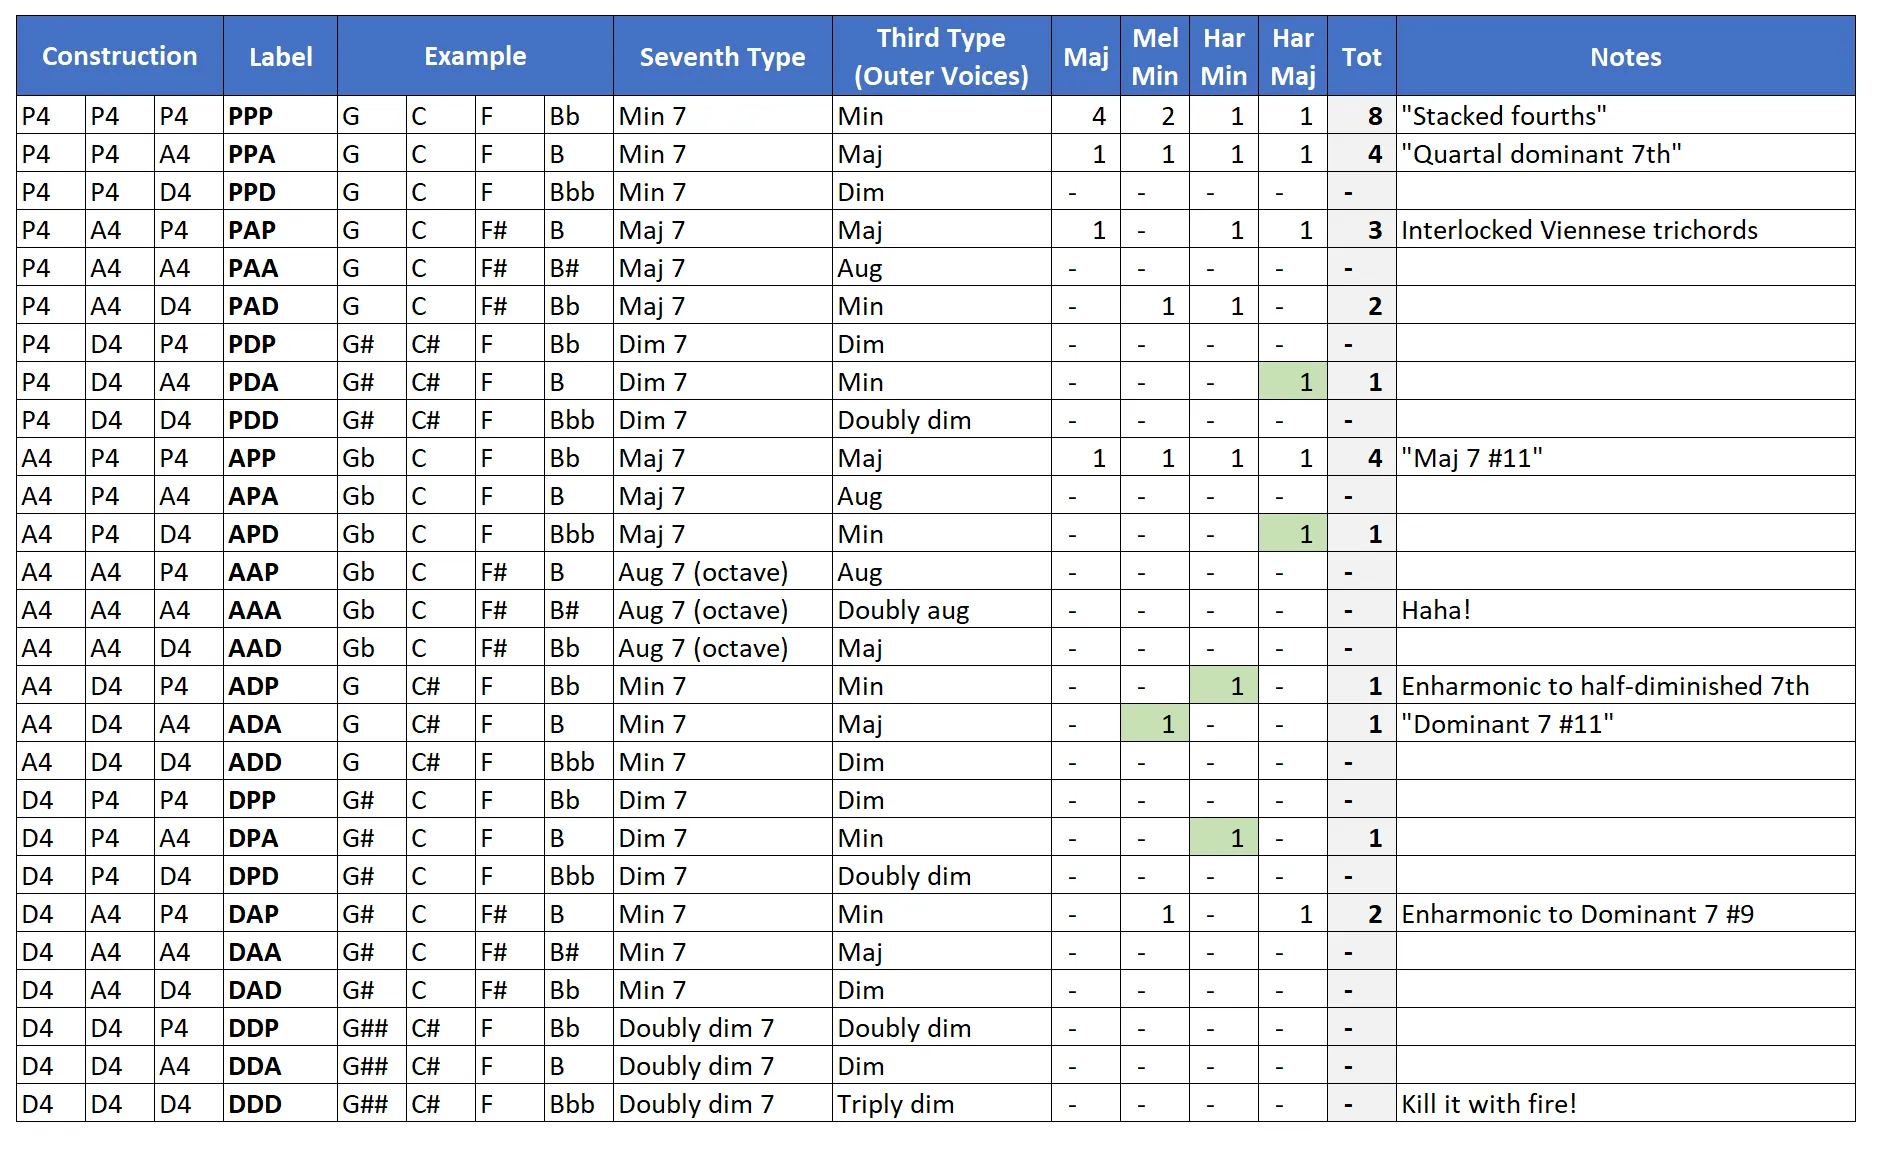 Construction Label Example Seventh Type Third Type (Outer Voices) Maj Mel Min Har Min Har Maj Tot Notes
P4 P4 P4 PPP G C F Bb Min 7 Min 4 2 1 1 8 "Stacked fourths"
P4 P4 A4 PPA G C F B Min 7 Maj 1 1 1 1 4 "Quartal dominant 7th"
P4 P4 D4 PPD G C F Bbb Min 7 Dim - - - - -
P4 A4 P4 PAP G C F# B Maj 7 Maj 1 - 1 1 3 Interlocked Viennese trichords
P4 A4 A4 PAA G C F# B# Maj 7 Aug - - - - -
P4 A4 D4 PAD G C F# Bb Maj 7 Min - 1 1 - 2
P4 D4 P4 PDP G# C# F Bb Dim 7 Dim - - - - -
P4 D4 A4 PDA G# C# F B Dim 7 Min - - - 1 1
P4 D4 D4 PDD G# C# F Bbb Dim 7 Doubly dim - - - - -
A4 P4 P4 APP Gb C F Bb Maj 7 Maj 1 1 1 1 4 "Maj 7 #11"
A4 P4 A4 APA Gb C F B Maj 7 Aug - - - - -
A4 P4 D4 APD Gb C F Bbb Maj 7 Min - - - 1 1
A4 A4 P4 AAP Gb C F# B Aug 7 (octave) Aug - - - - -
A4 A4 A4 AAA Gb C F# B# Aug 7 (octave) Doubly aug - - - - - Haha!
A4 A4 D4 AAD Gb C F# Bb Aug 7 (octave) Maj - - - - -
A4 D4 P4 ADP G C# F Bb Min 7 Min - - 1 - 1 Enharmonic to half-diminished 7th
A4 D4 A4 ADA G C# F B Min 7 Maj - 1 - - 1 "Dominant 7 #11"
A4 D4 D4 ADD G C# F Bbb Min 7 Dim - - - - -
D4 P4 P4 DPP G# C F Bb Dim 7 Dim - - - - -
D4 P4 A4 DPA G# C F B Dim 7 Min - - 1 - 1
D4 P4 D4 DPD G# C F Bbb Dim 7 Doubly dim - - - - -
D4 A4 P4 DAP G# C F# B Min 7 Min - 1 - 1 2 Enharmonic to Dominant 7 #9
D4 A4 A4 DAA G# C F# B# Min 7 Maj - - - - -
D4 A4 D4 DAD G# C F# Bb Min 7 Dim - - - - -
D4 D4 P4 DDP G## C# F Bb Doubly dim 7 Doubly dim - - - - -
D4 D4 A4 DDA G## C# F B Doubly dim 7 Dim - - - - -
D4 D4 D4 DDD G## C# F Bbb Doubly dim 7 Triply dim - - - - - Kill it with fire!